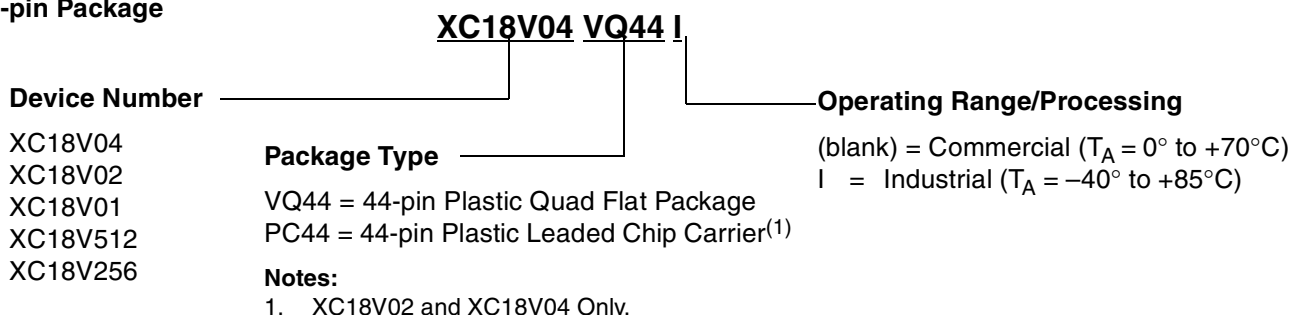 -pin Package
XC18V04 VQ44 I
Device Number
XC18V04
XC18V02
XC18V01
XC18V512
XC18V256
Package Type
VQ44 = 44-pin Plastic Quad Flat Package
PC44 = 44-pin Plastic Leaded Chip Carrier(1)
Notes:
1. XC18V02 and XC18V04 Only.
Operating Range/Processing
(blank) = Commercial (TA = 0° to +70°C)
I = Industrial (TA = –40° to +85°C)